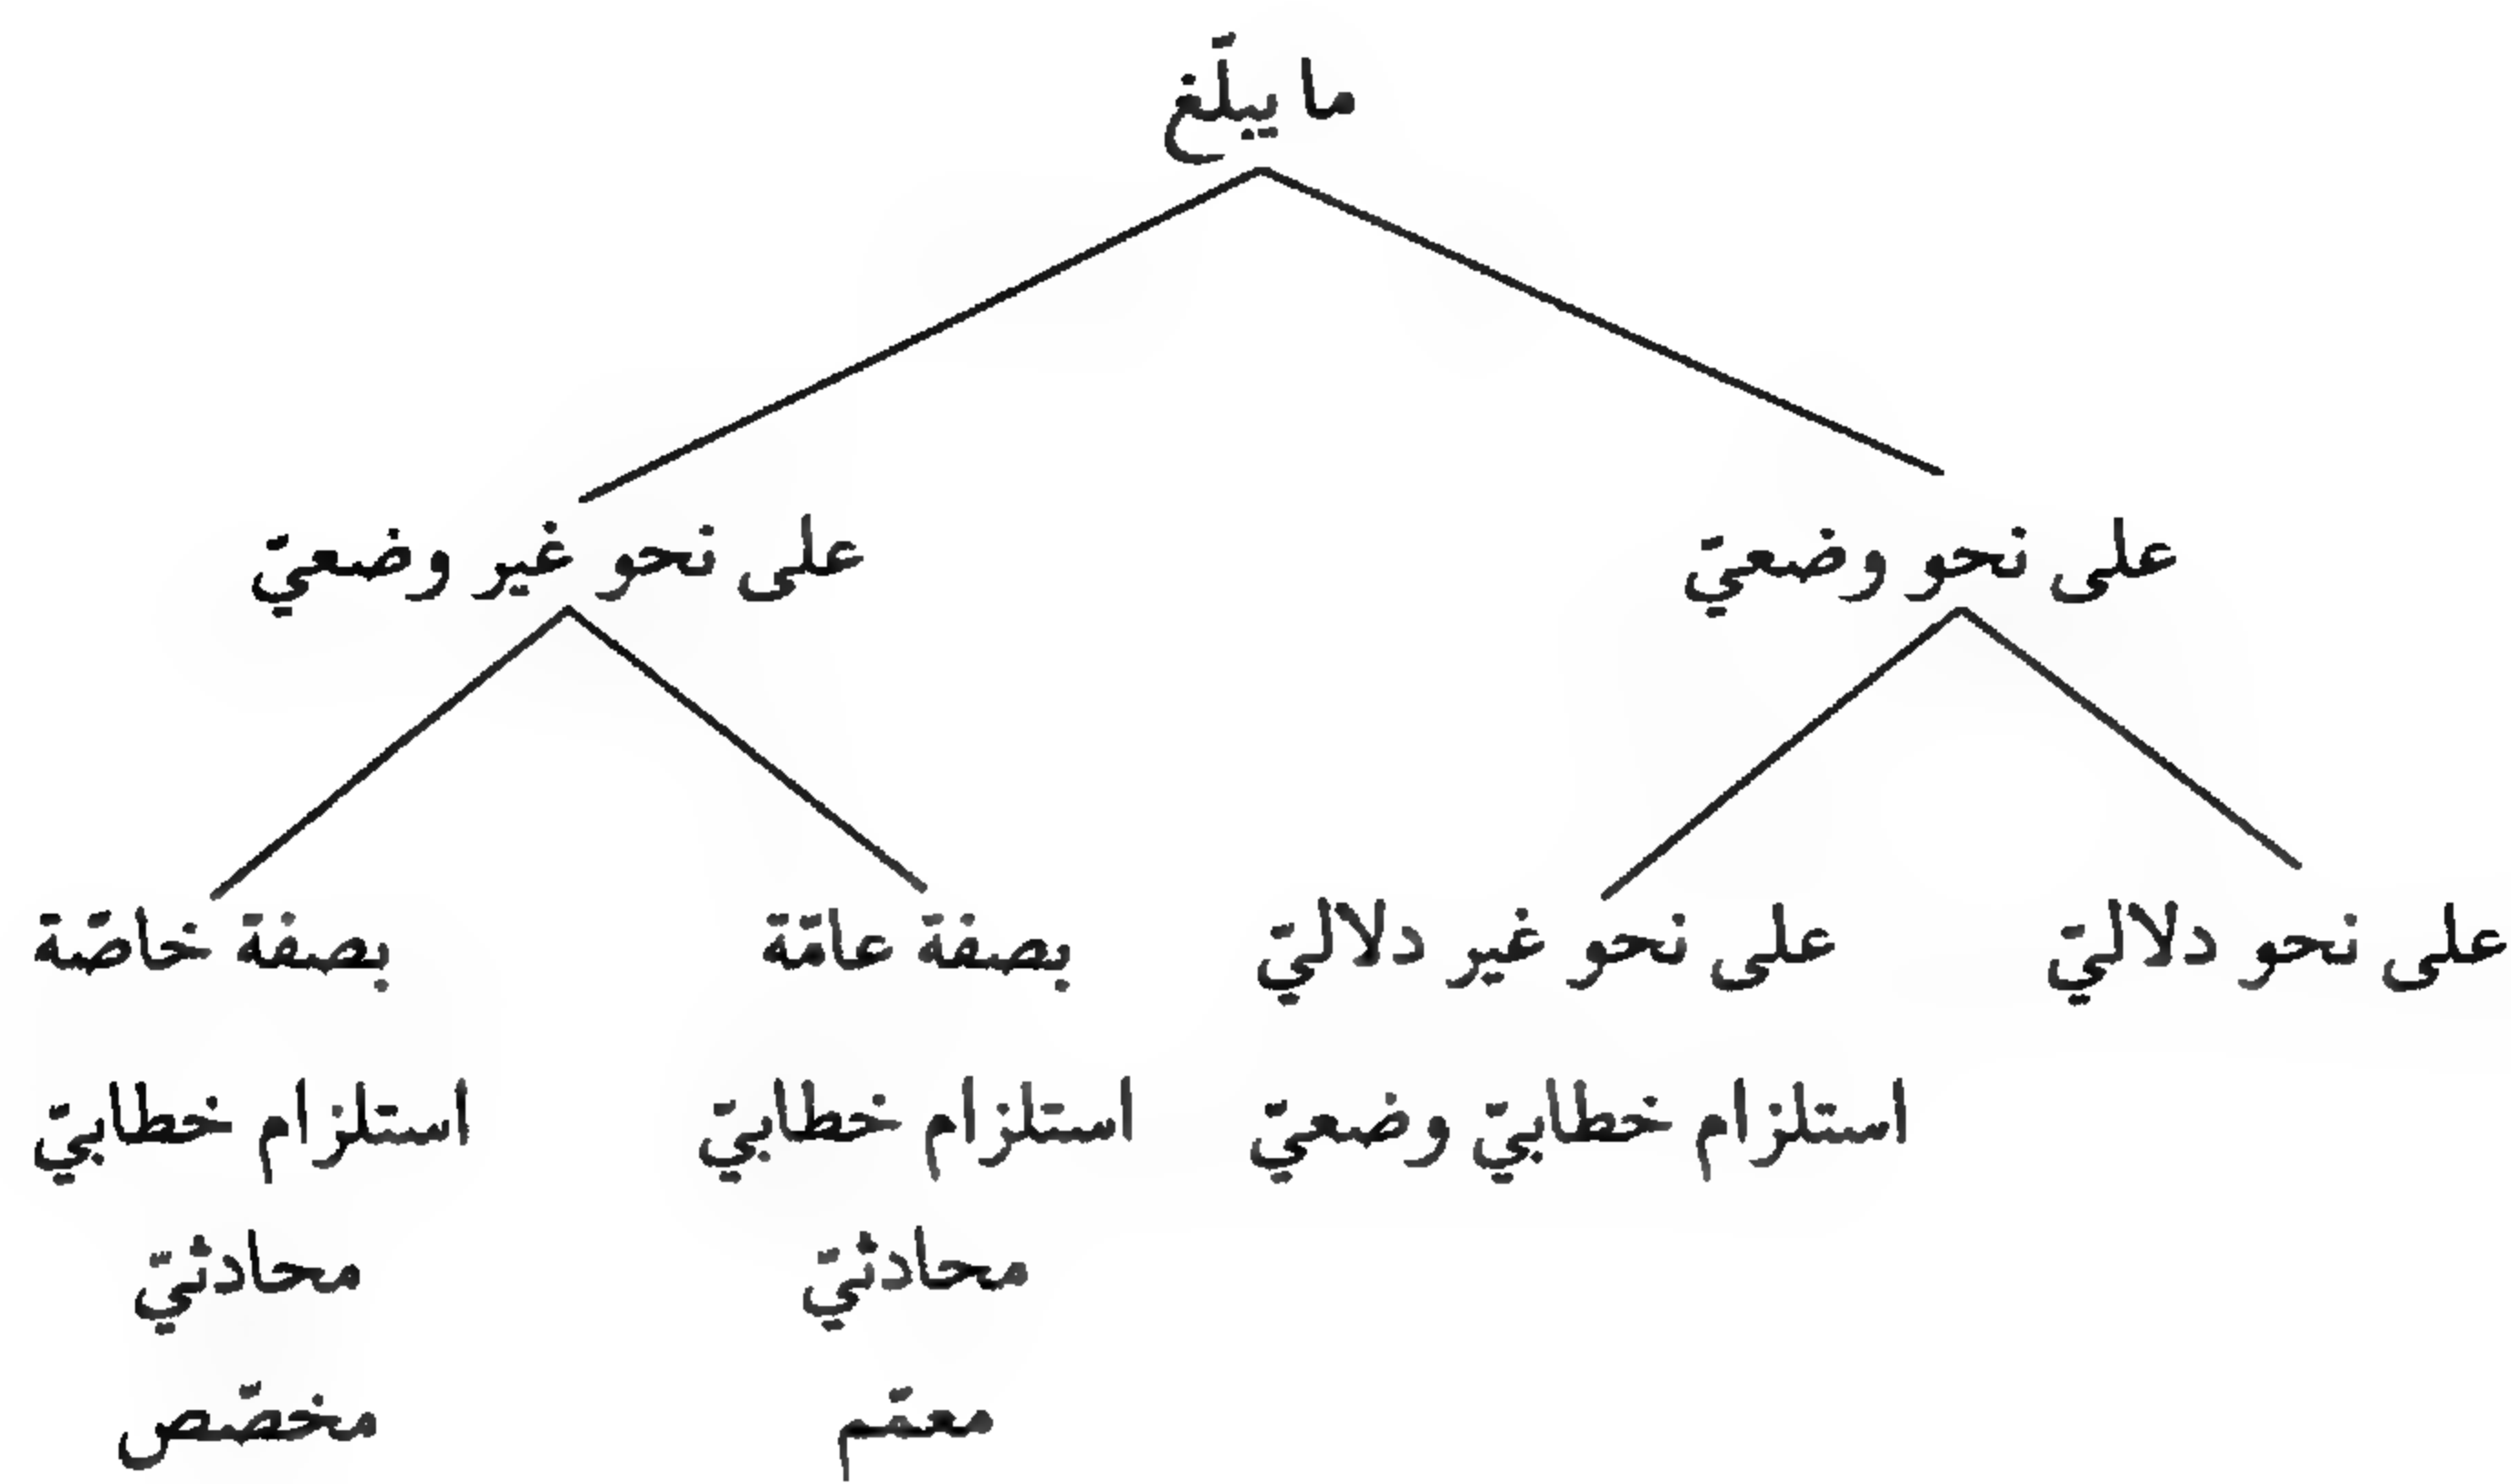 ما يبلّغ
على نحو وضعيّ
على نحو غير وضعيّ
على نحو دلاليّ
على نحو غير دلاليّ
بصفة عامّة
بصفة خاصّة
استلزام خطابيّ وضعيّ
استلزام خطابيّ
استلزام خطابيّ
محادثيّ
محادثيّ
معمّم
مخصّص